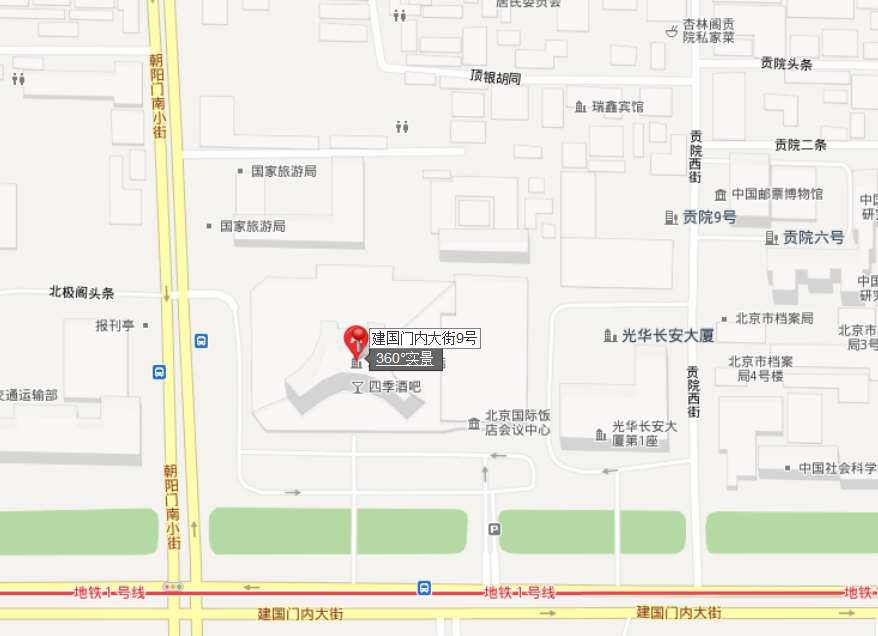 居民委员会
杏林阁贡
院私家菜
贡院头条
顶银胡同
朝阳门南小街
瑞鑫宾馆
贡院西街
贡院二条
国家旅游局
中国邮票博物馆
贡院9号
国家旅游局
贡院六号
北极阁头条
报刊亭
建国门内大街9号
360°实景
光华长安大厦
北京市档案局
北京市档案
局4号楼
局3号
贡院西街
四季酒吧
交通运输部
北京国际饭
店会议中心
光华长安大
厦第1座
中国社会科学
朝阳门南小街
P
地铁1号线
地铁1号线
地铁1
建国门内大街
建国门内大街